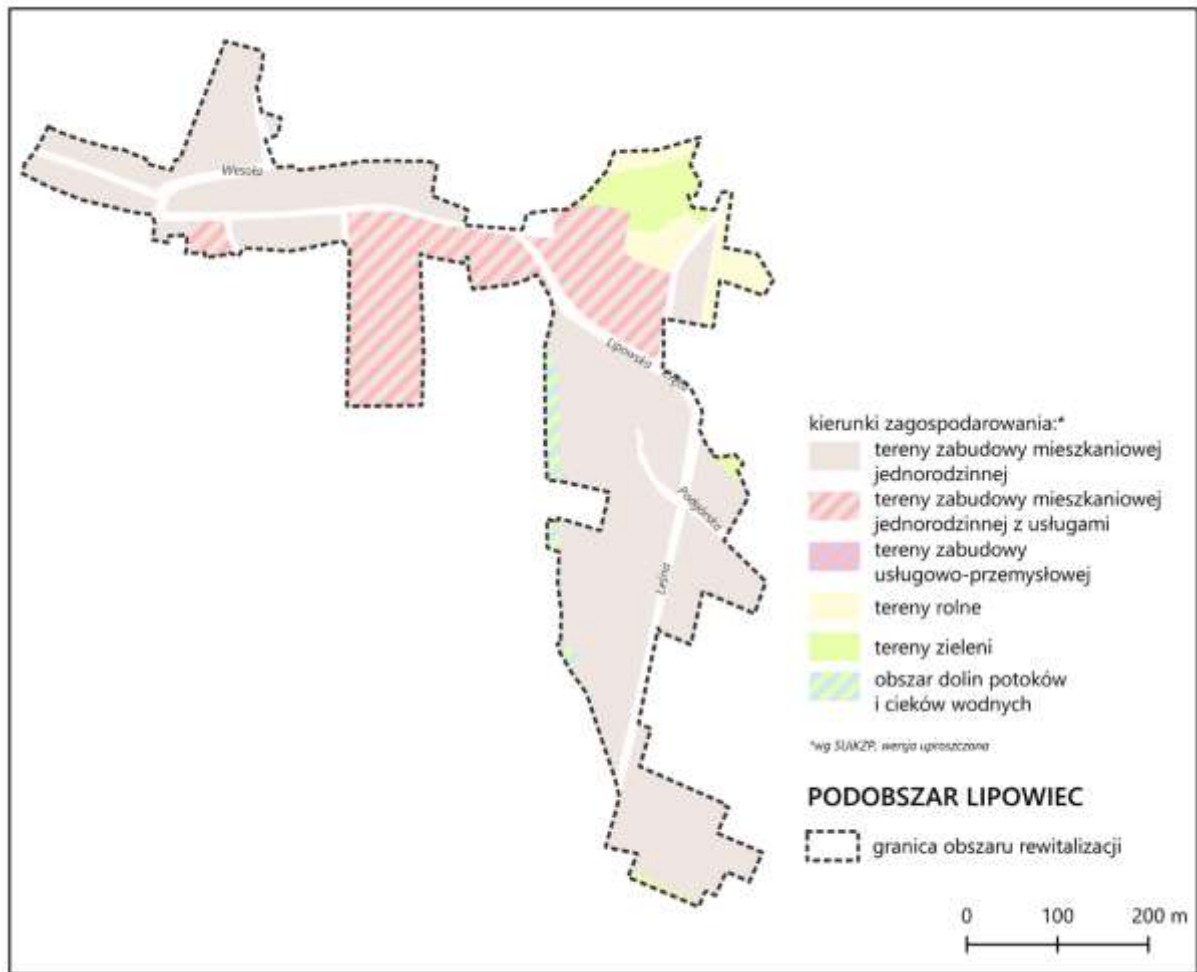 Wesoła
Lipowska
Leśna
kierunki zagospodarowania:*
tereny zabudowy mieszkaniowej
jednorodzinnej
tereny zabudowy mieszkaniowej
jednorodzinnej z usługami
tereny zabudowy
usługowo-przemysłowej
tereny rolne
tereny zieleni
obszar dolin potoków
i cieków wodnych
*wg SUiKZP, wersja uproszczona
PODOBSZAR LIPOWIEC
granica obszaru rewitalizacji
0 100 200 m